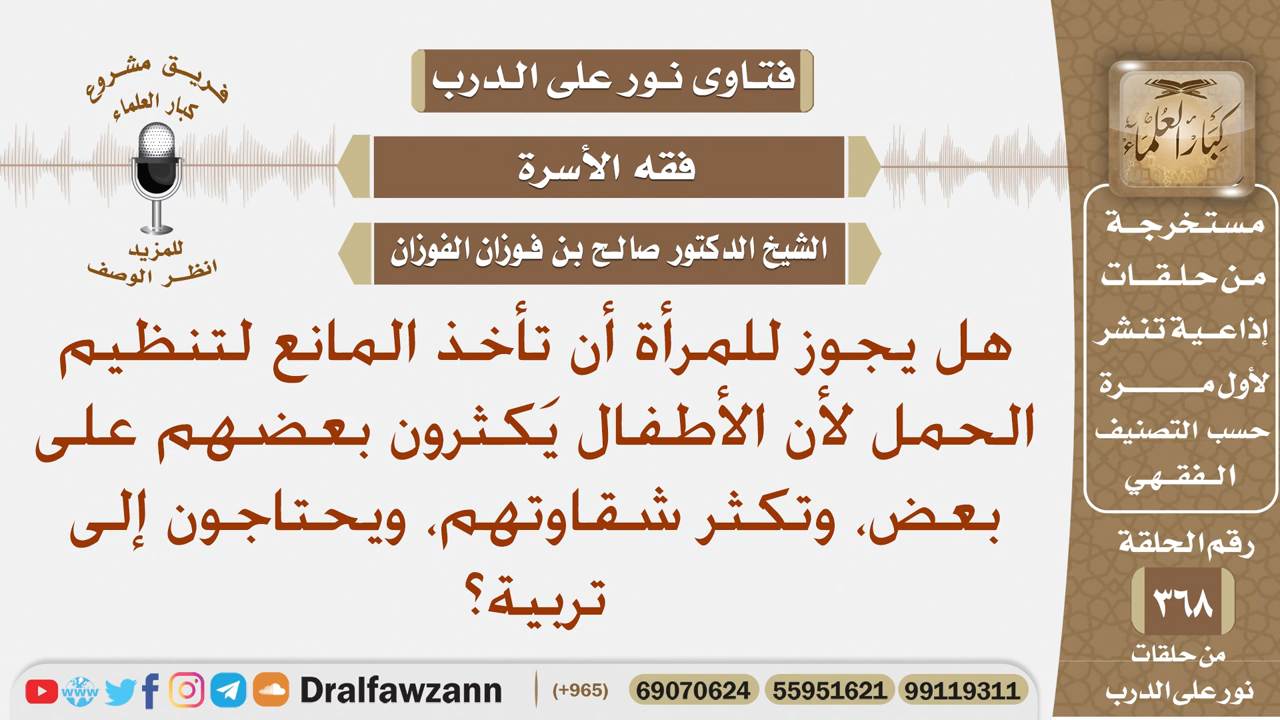 فتاوى نور على الدرب
فقه الأسرة
الشيخ الدكتور صالح بن فوزان الفوزان
هل يجوز للمرأة أن تأخذ المانع لتنظيم
الحمل لأن الأطفال يَكثرون بعضهم على
بعض، وتكثر شقاوتهم، ويحتاجون إلى
تربية؟
كبار العلماء
مستخرجة
من حلقات
إذاعية تنشر
لأول مرة
حسب التصنيف
الفقهي
رقم الحلقة
٣٦٨
من حلقات
نور على الدرب
فريق مشروع
كبار العلماء
للمزيد
انظر الوصف
www
Dralfawzann
(+965)
69070624
55951621
99119311